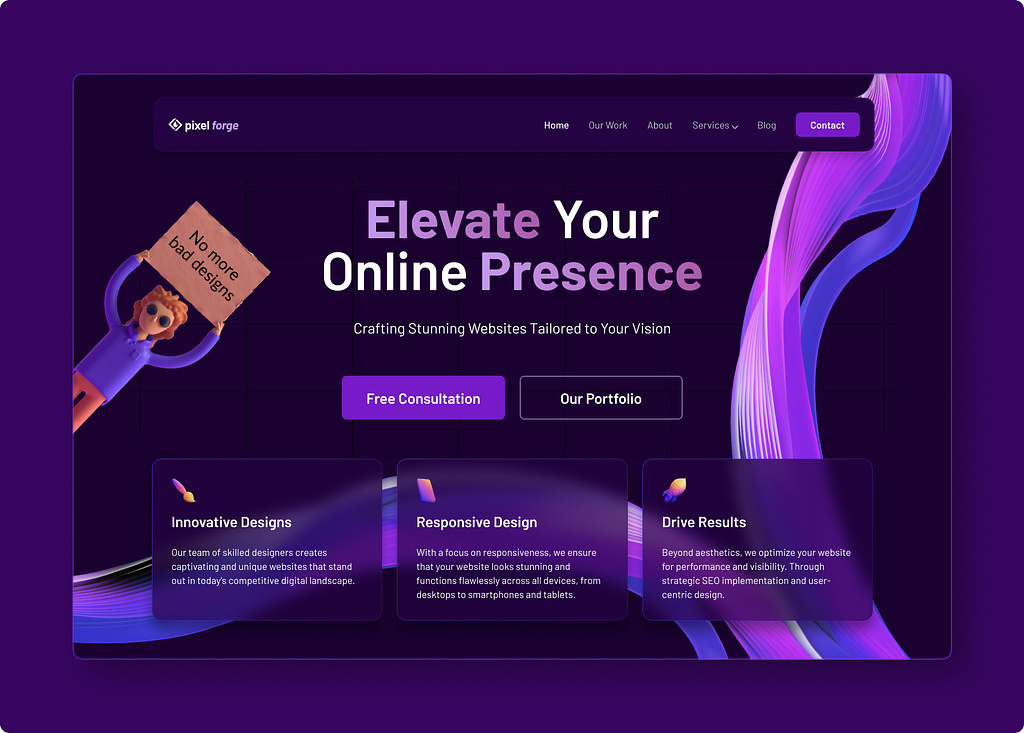 pixel forge
Home Our Work About Services Blog Contact
Elevate Your
Online Presence
No more
bad designs
Crafting Stunning Websites Tailored to Your Vision
Free Consultation
Our Portfolio
Innovative Designs
Our team of skilled designers creates
captivating and unique websites that stand
out in today's competitive digital landscape.
Responsive Design
With a focus on responsiveness, we ensure
that your website looks stunning and
functions flawlessly across all devices, from
desktops to smartphones and tablets.
Drive Results
Beyond aesthetics, we optimize your website
for performance and visibility. Through
strategic SEO implementation and user-
centric design.